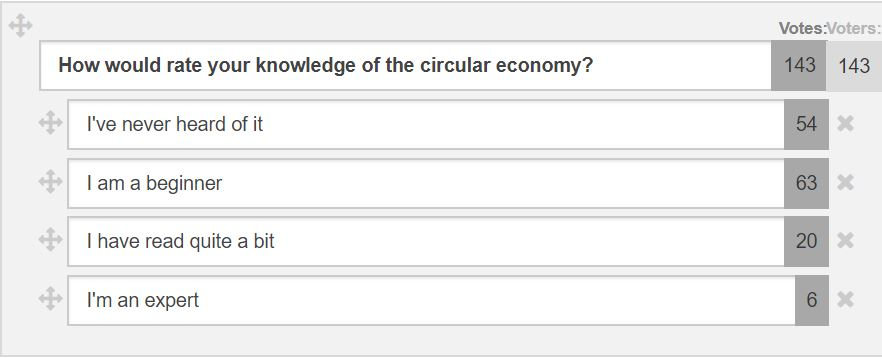 Votes: Voters:
How would rate your knowledge of the circular economy? 143 143
I've never heard of it 54
I am a beginner 63
I have read quite a bit 20
I'm an expert 6